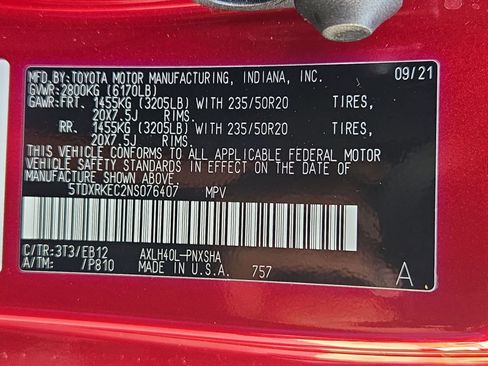 MFD.BY:TOYOTA MOTOR MANUFACTURING, INDIANA, INC. 09/21
GVWR: 2800KG (6170LB)
GAWR:FRT. 1455KG (3205LB) WITH 235/50R20 TIRES,
20X7.5J RIMS.
RR. 1455KG (3205LB) WITH 235/50R20 TIRES,
20X7.5J RIMS.
THIS VEHICLE CONFORMS TO ALL APPLICABLE FEDERAL MOTOR
VEHICLE SAFETY STANDARDS IN EFFECT ON THE DATE OF
MANUFACTURE SHOWN ABOVE.
5TDXRKEC2NS076407 MPV
C/TR:3T3/EB12 AXLH40L-PNXSHA
A/TM: /P810 MADE IN U.S.A. 757 A